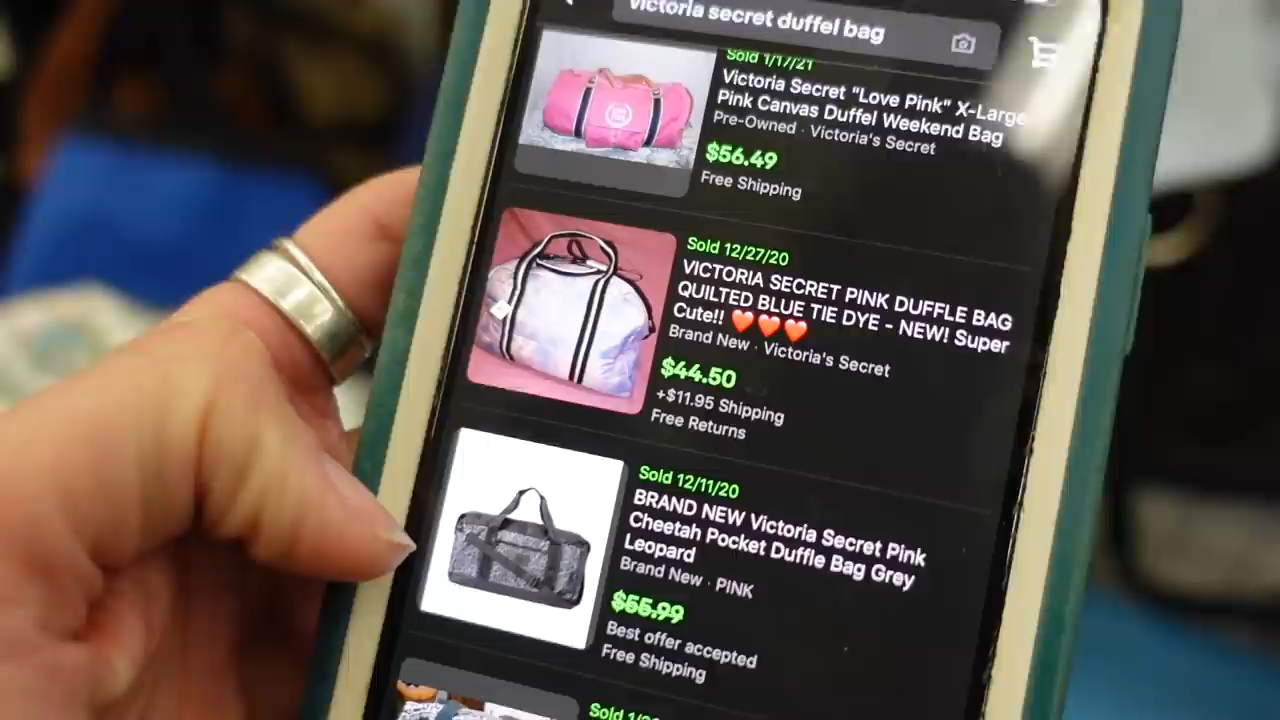 victoria secret duffel bag
Sold 1/17/21
Victoria Secret "Love Pink" X-Large
Pink Canvas Duffel Weekend Bag
Pre-Owned · Victoria's Secret
$56.49
Free Shipping
Sold 12/27/20
VICTORIA SECRET PINK DUFFLE BAG
QUILTED BLUE TIE DYE - NEW! Super
Cute!! ❤️❤️❤️
Brand New · Victoria's Secret
$44.50
+$11.95 Shipping
Free Returns
Sold 12/11/20
BRAND NEW Victoria Secret Pink
Cheetah Pocket Duffle Bag Grey
Leopard
Brand New · PINK
$55.99
Best offer accepted
Free Shipping